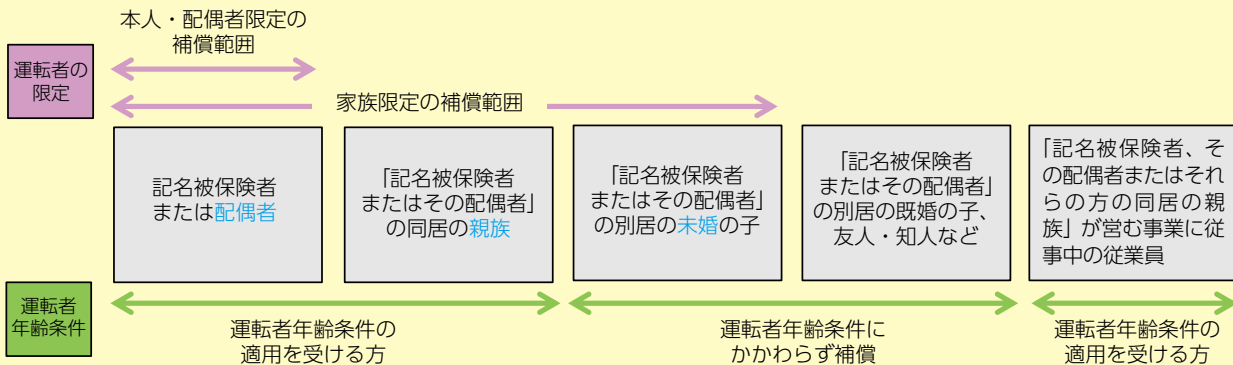 本人・配偶者限定の
補償範囲
運転者の
限定
家族限定の補償範囲
記名被保険者
または配偶者
「記名被保険者
またはその配偶者」
の同居の親族
「記名被保険者
またはその配偶者」
の別居の未婚の子
「記名被保険者
またはその配偶者」
の別居の既婚の子、
友人・知人など
「記名被保険者、そ
の配偶者またはそれ
らの方の同居の親
族」が営む事業に従
事中の従業員
運転者
年齢条件
運転者年齢条件の
適用を受ける方
運転者年齢条件に
かかわらず補償
運転者年齢条件の
適用を受ける方